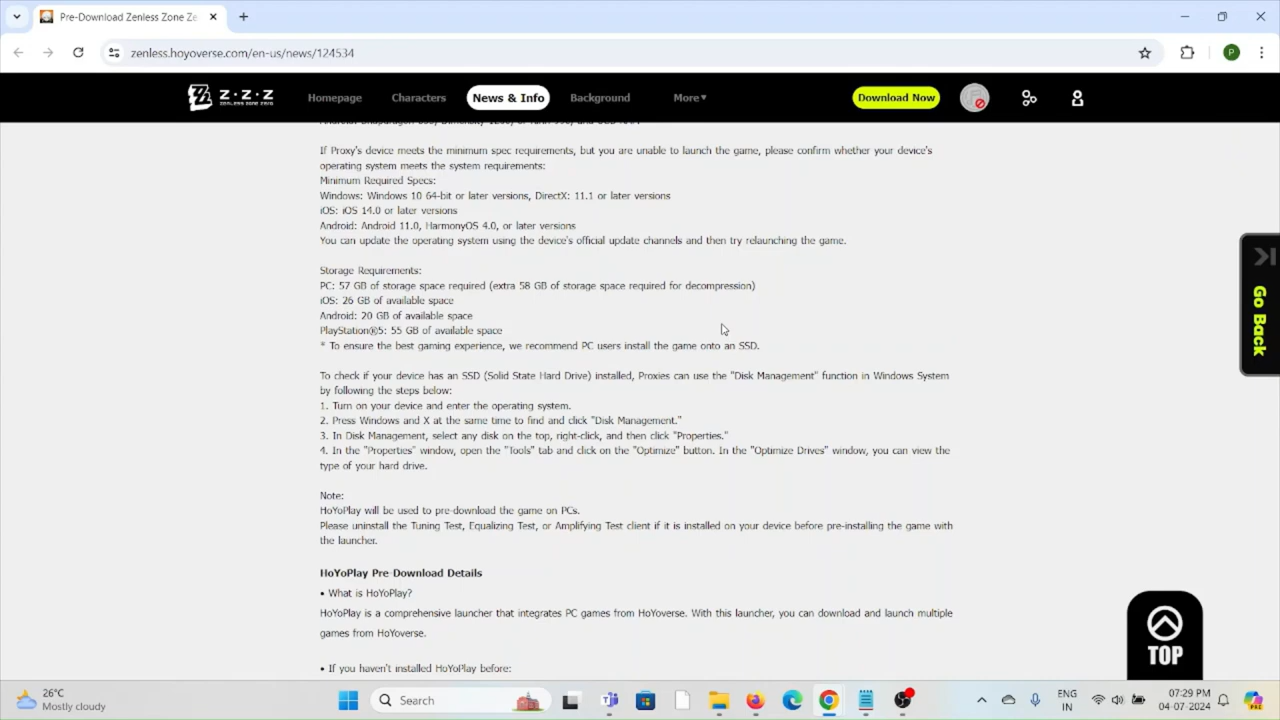 Pre-Download Zenless Zone Ze
zenless.hoyoverse.com/en-us/news/124534
P
Z·Z·Z
ZENLESS ZONE ZERO
Homepage
Characters
News & Info
Background
More
Download Now
If Proxy's device meets the minimum spec requirements, but you are unable to launch the game, please confirm whether your device's
operating system meets the system requirements:
Minimum Required Specs:
Windows: Windows 10 64-bit or later versions, DirectX: 11.1 or later versions
iOS: iOS 14.0 or later versions
Android: Android 11.0, HarmonyOS 4.0, or later versions
You can update the operating system using the device's official update channels and then try relaunching the game.
Storage Requirements:
PC: 57 GB of storage space required (extra 58 GB of storage space required for decompression)
iOS: 26 GB of available space
Android: 20 GB of available space
PlayStation®5: 55 GB of available space
* To ensure the best gaming experience, we recommend PC users install the game onto an SSD.
To check if your device has an SSD (Solid State Hard Drive) installed, Proxies can use the "Disk Management" function in Windows System
by following the steps below:
1. Turn on your device and enter the operating system.
2. Press Windows and X at the same time to find and click "Disk Management."
3. In Disk Management, select any disk on the top, right-click, and then click "Properties."
4. In the "Properties" window, open the "Tools" tab and click on the "Optimize" button. In the "Optimize Drives" window, you can view the
type of your hard drive.
Note:
HoYoPlay will be used to pre-download the game on PCs.
Please uninstall the Tuning Test, Equalizing Test, or Amplifying Test client if it is installed on your device before pre-installing the game with
the launcher.
HoYoPlay Pre-Download Details
• What is HoYoPlay?
HoYoPlay is a comprehensive launcher that integrates PC games from HoYoverse. With this launcher, you can download and launch multiple
games from HoYoverse.
• If you haven't installed HoYoPlay before:
Go Back
TOP
26°C
Mostly cloudy
Search
ENG
IN
07:29 PM
04-07-2024